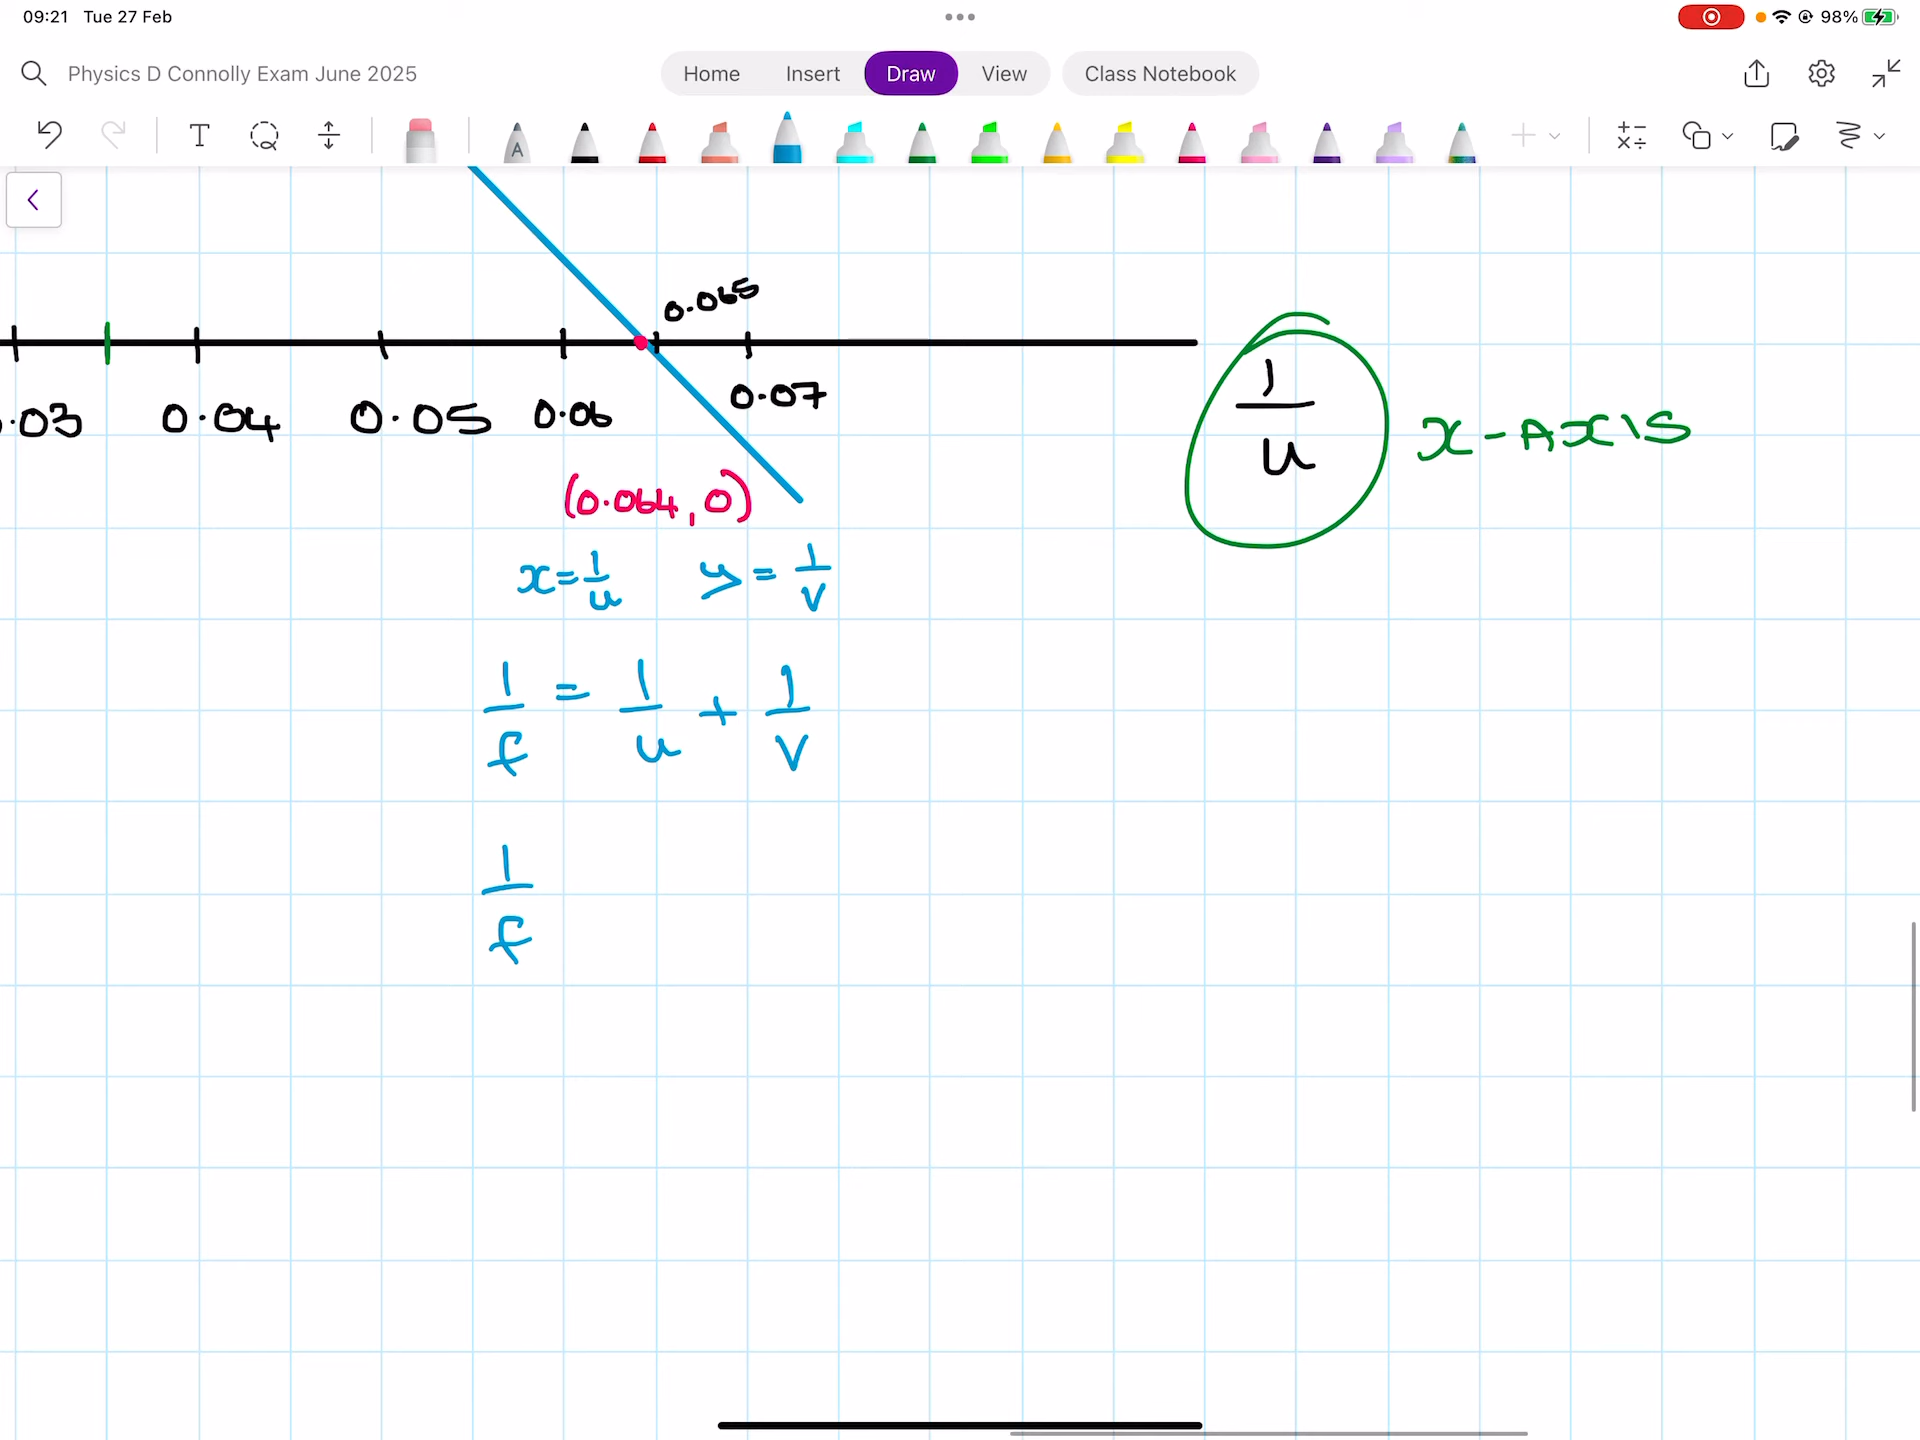 09:21 Tue 27 Feb
98%
Physics D Connolly Exam June 2025
Home Insert Draw View Class Notebook
T
A
0.065
.03 0.04 0.05 0.06 0.07
1/u x-Axis
(0.064, 0)
x = 1/u y = 1/v
1/f = 1/u + 1/v
1/f